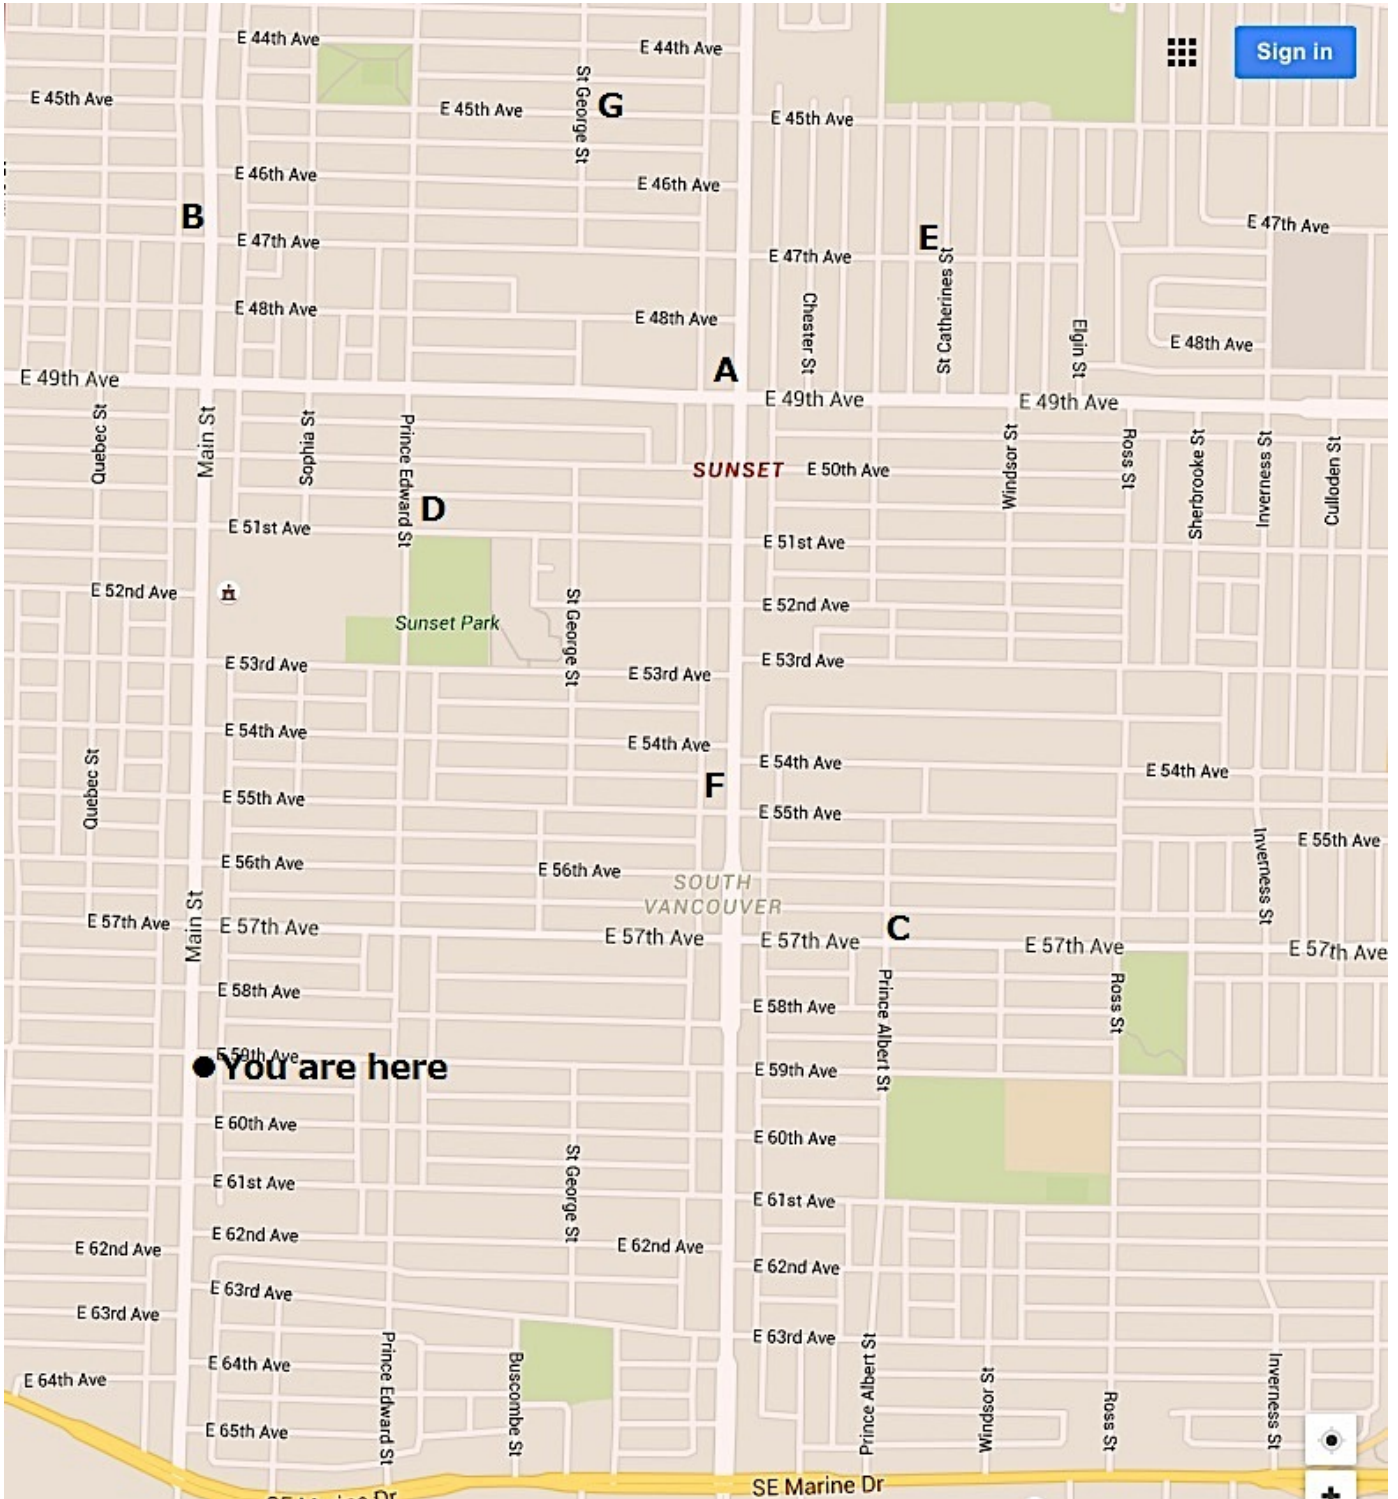 E 44th Ave
E 44th Ave
Sign in
E 45th Ave
E 45th Ave
St George St
G
E 45th Ave
E 46th Ave
E 46th Ave
B
E 47th Ave
E 47th Ave
E
E 47th Ave
E 48th Ave
E 48th Ave
Chester St
St Catherines St
Elgin St
E 48th Ave
E 49th Ave
A
E 49th Ave
E 49th Ave
Quebec St
Main St
Sophia St
Prince Edward St
SUNSET
E 50th Ave
Windsor St
Ross St
Sherbrooke St
Inverness St
Culloden St
D
E 51st Ave
E 51st Ave
E 52nd Ave
E 52nd Ave
Sunset Park
St George St
E 53rd Ave
E 53rd Ave
E 53rd Ave
E 54th Ave
E 54th Ave
E 54th Ave
E 54th Ave
Quebec St
F
E 55th Ave
E 55th Ave
E 55th Ave
Inverness St
E 56th Ave
E 56th Ave
SOUTH
VANCOUVER
Main St
E 57th Ave
E 57th Ave
E 57th Ave
E 57th Ave
C
E 57th Ave
E 57th Ave
E 58th Ave
E 58th Ave
Prince Albert St
Ross St
E 59th Ave
You are here
E 59th Ave
E 60th Ave
E 60th Ave
St George St
E 61st Ave
E 61st Ave
E 62nd Ave
E 62nd Ave
E 62nd Ave
E 62nd Ave
E 63rd Ave
E 63rd Ave
E 63rd Ave
Prince Edward St
Buscombe St
Prince Albert St
Windsor St
Ross St
Inverness St
E 64th Ave
E 64th Ave
E 65th Ave
SE Marine Dr
SE Marine Dr